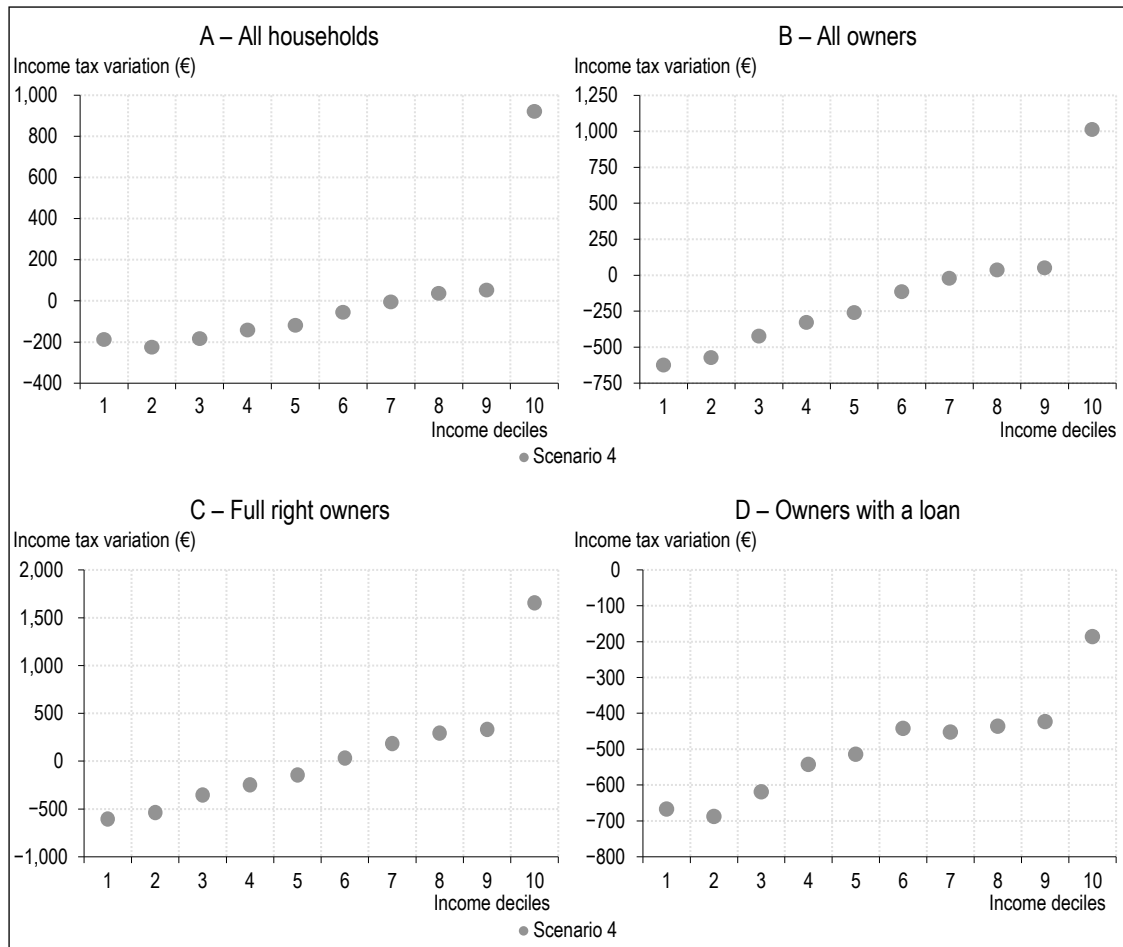 A – All households
Income tax variation (€)
1,000
800
600
400
200
0
−200
−400
1 2 3 4 5 6 7 8 9 10
Income deciles
B – All owners
Income tax variation (€)
1,250
1,000
750
500
250
0
−250
−500
−750
1 2 3 4 5 6 7 8 9 10
Income deciles
Scenario 4
C – Full right owners
Income tax variation (€)
2,000
1,500
1,000
500
0
−500
−1,000
1 2 3 4 5 6 7 8 9 10
Income deciles
D – Owners with a loan
Income tax variation (€)
0
−100
−200
−300
−400
−500
−600
−700
−800
1 2 3 4 5 6 7 8 9 10
Income deciles
Scenario 4